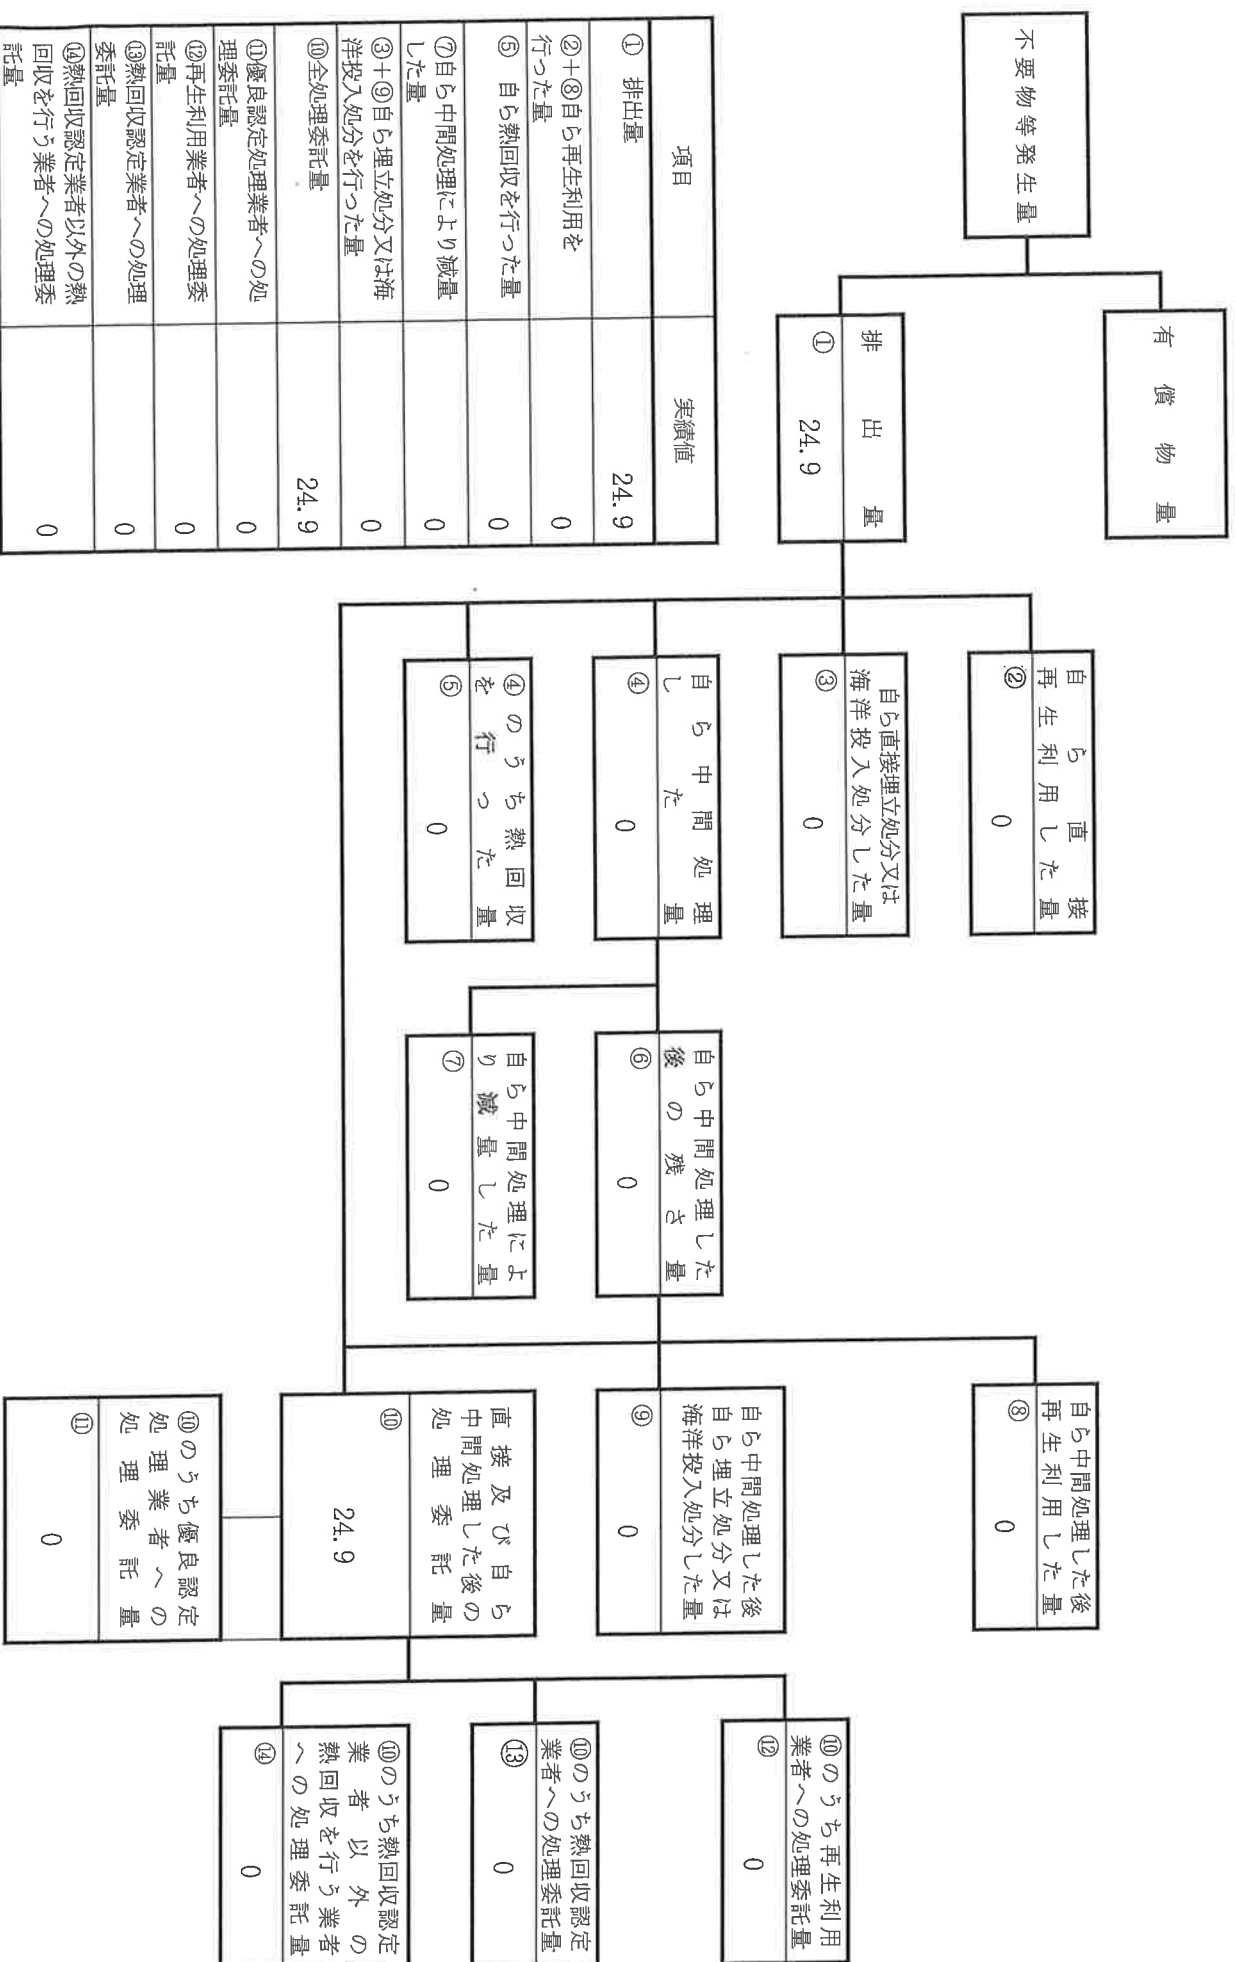 不要物等発生量
有償物量
排出量
① 24.9
自ら直接
再生利用した量
② 0
自ら直接埋立処分又は
海洋投入処分した量
③ 0
自ら中間処理
した量
④ 0
④のうち熱回収
を行った量
⑤ 0
自ら中間処理した
後の残さ量
⑥ 0
自ら中間処理によ
り減量した量
⑦ 0
自ら中間処理した後
再生利用した量
⑧ 0
自ら中間処理した後
自ら埋立処分又は
海洋投入処分した量
⑨ 0
直接及び自ら
中間処理した後の
処理委託量
⑩
24.9
⑩のうち優良認定
処理業者への
処理委託量
⑪ 0
⑩のうち再生利用
業者への処理委託量
⑫ 0
⑩のうち熱回収認定
業者への処理委託量
⑬ 0
⑩のうち熱回収認定
業者以外の
熱回収を行う業者
への処理委託量
⑭ 0
項目 実績値
① 排出量 24.9
②+⑧自ら再生利用を
行った量 0
⑤ 自ら熱回収を行った量 0
⑦自ら中間処理により減量
した量 0
③+⑨自ら埋立処分又は海
洋投入処分を行った量 0
⑩全処理委託量 24.9
⑪優良認定処理業者への処
理委託量 0
⑫再生利用業者への処理委
託量 0
⑬熱回収認定業者への処理
委託量 0
⑭熱回収認定業者以外の熱
回収を行う業者への処理委
託量 0